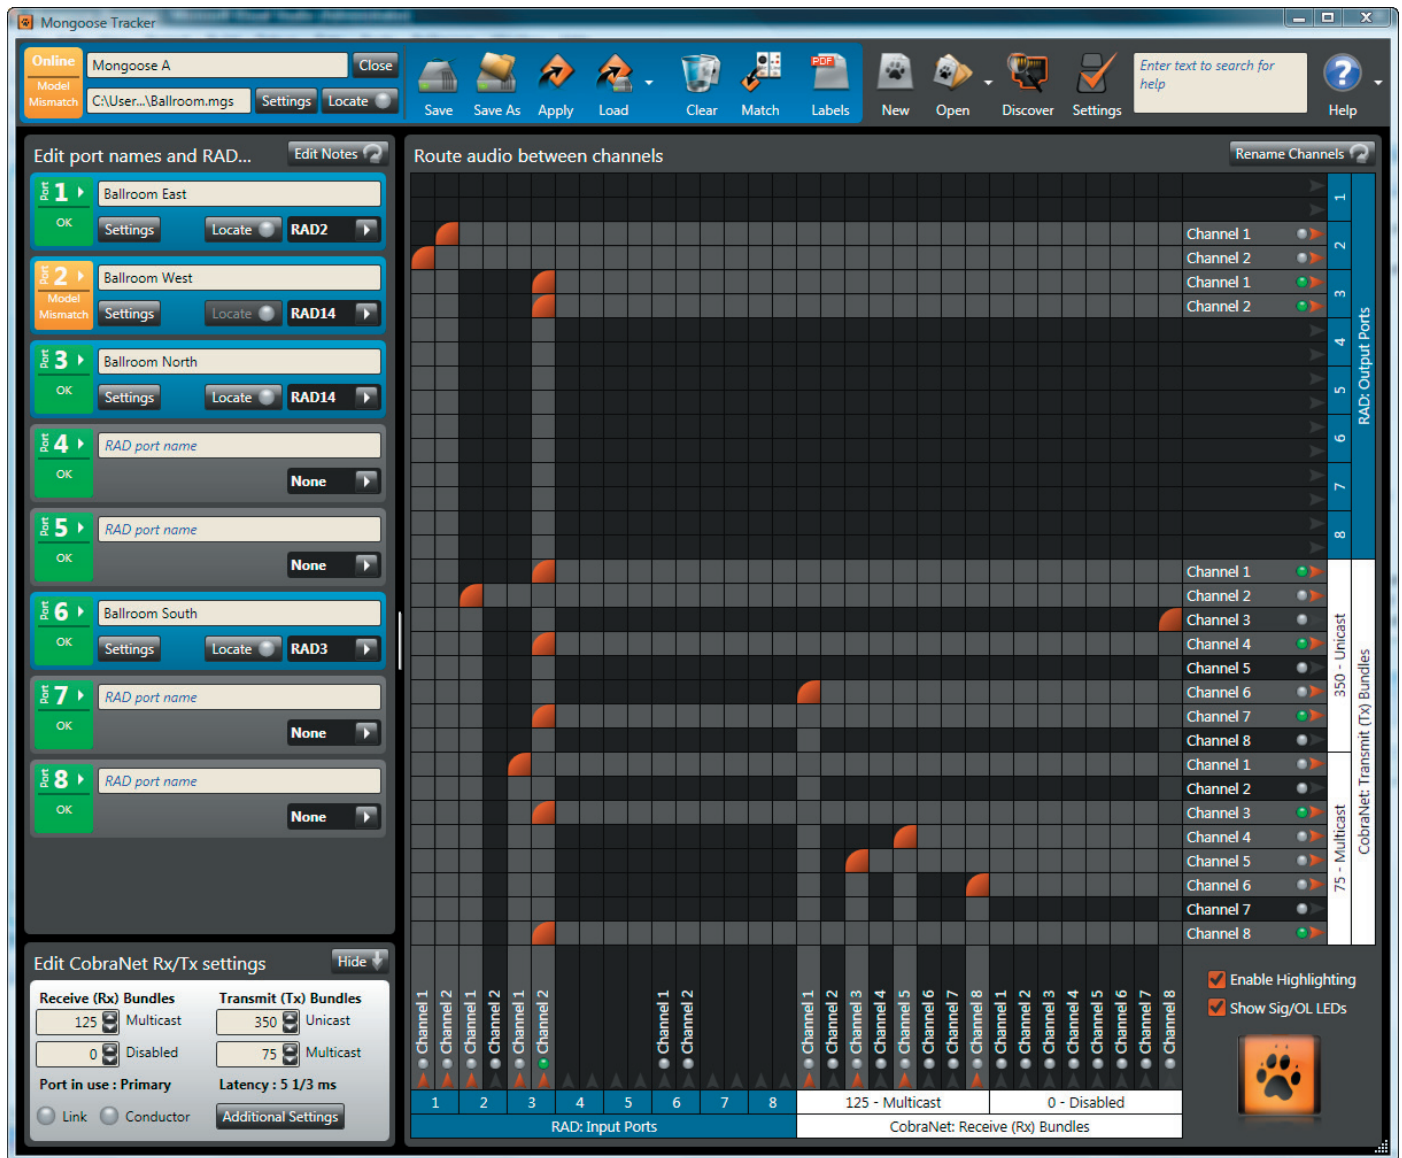 Mongoose Tracker
Online
Model
Mismatch
Mongoose A
Close
C:\User...\Ballroom.mgs
Settings
Locate
Save
Save As
Apply
Load
Clear
Match
PDF
Labels
New
Open
Discover
Settings
Enter text to search for
help
Help
Edit port names and RAD...
Edit Notes
Port 1
OK
Ballroom East
Settings
Locate
RAD2
Port 2
Model
Mismatch
Ballroom West
Settings
Locate
RAD14
Port 3
OK
Ballroom North
Settings
Locate
RAD14
Port 4
OK
RAD port name
None
Port 5
OK
RAD port name
None
Port 6
OK
Ballroom South
Settings
Locate
RAD3
Port 7
OK
RAD port name
None
Port 8
OK
RAD port name
None
Edit CobraNet Rx/Tx settings
Hide
Receive (Rx) Bundles
Transmit (Tx) Bundles
125 Multicast
350 Unicast
0 Disabled
75 Multicast
Port in use : Primary
Latency : 5 1/3 ms
Link
Conductor
Additional Settings
Route audio between channels
Rename Channels
1
Channel 1
Channel 2
2
Channel 1
Channel 2
3
4
5
6
7
8
RAD: Output Ports
Channel 1
Channel 2
Channel 3
Channel 4
Channel 5
Channel 6
Channel 7
Channel 8
350 - Unicast
Channel 1
Channel 2
Channel 3
Channel 4
Channel 5
Channel 6
Channel 7
Channel 8
75 - Multicast
CobraNet: Transmit (Tx) Bundles
Channel 1
Channel 2
Channel 1
Channel 2
Channel 1
Channel 2
Channel 1
Channel 2
Channel 1
Channel 2
Channel 3
Channel 4
Channel 5
Channel 6
Channel 7
Channel 8
Channel 1
Channel 2
Channel 3
Channel 4
Channel 5
Channel 6
Channel 7
Channel 8
1
2
3
4
5
6
7
8
125 - Multicast
0 - Disabled
RAD: Input Ports
CobraNet: Receive (Rx) Bundles
Enable Highlighting
Show Sig/OL LEDs